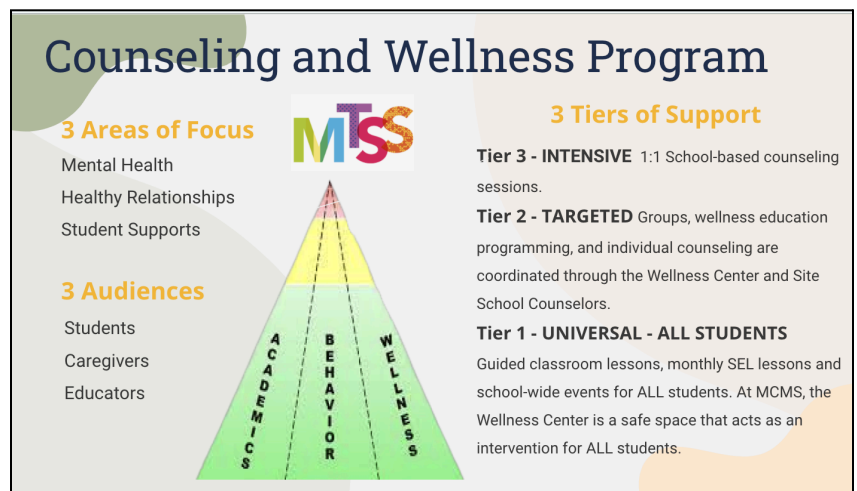 Counseling and Wellness Program
3 Areas of Focus
Mental Health
Healthy Relationships
Student Supports
3 Audiences
Students
Caregivers
Educators
MTSS
ACADEMICS
BEHAVIOR
WELLNESS
3 Tiers of Support
Tier 3 - INTENSIVE 1:1 School-based counseling
sessions.
Tier 2 - TARGETED Groups, wellness education
programming, and individual counseling are
coordinated through the Wellness Center and Site
School Counselors.
Tier 1 - UNIVERSAL - ALL STUDENTS
Guided classroom lessons, monthly SEL lessons and
school-wide events for ALL students. At MCMS, the
Wellness Center is a safe space that acts as an
intervention for ALL students.